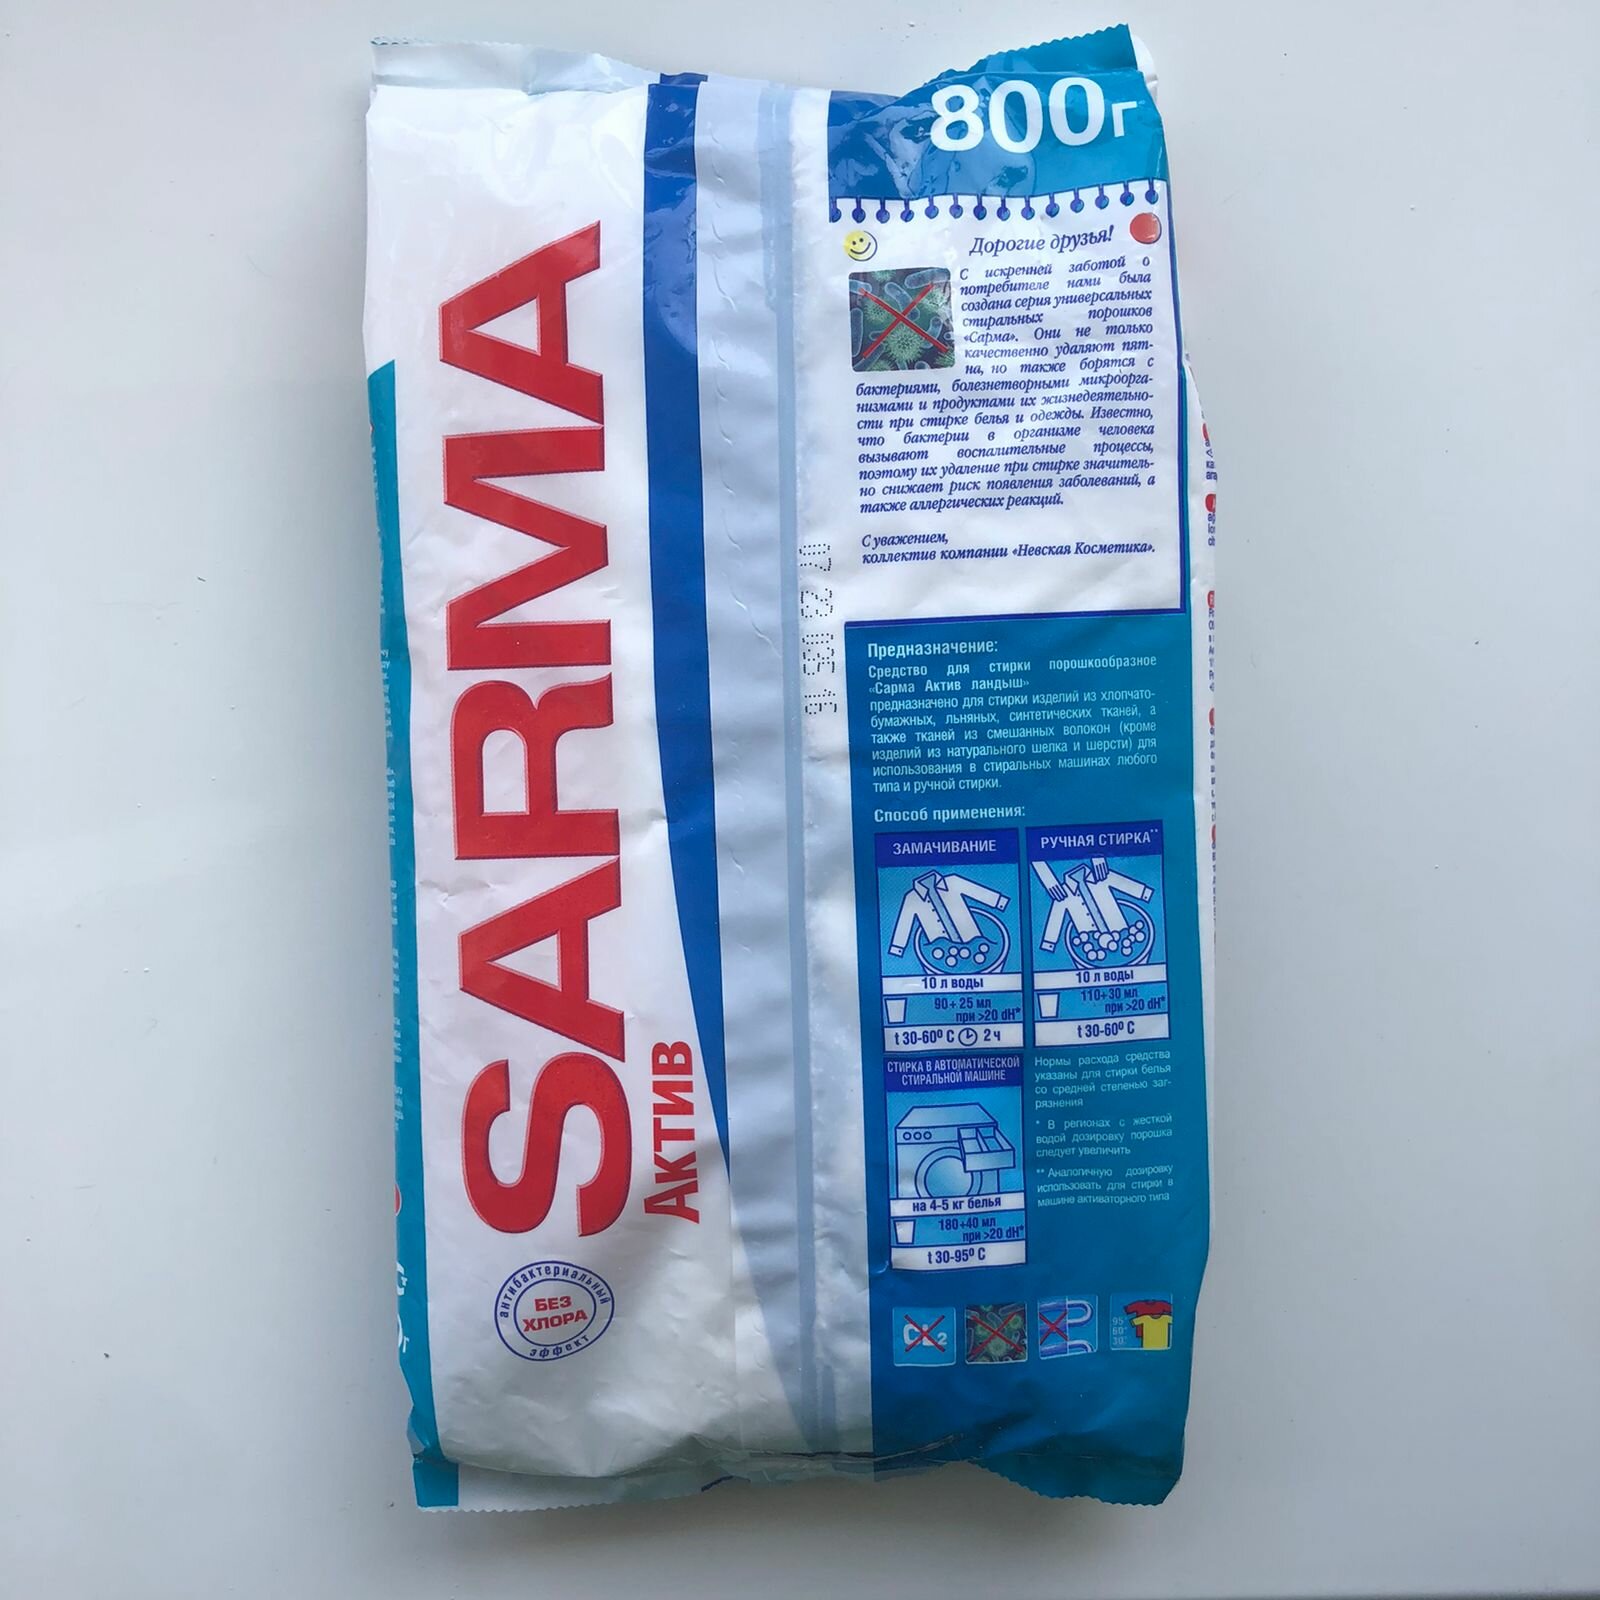 800г
SARMA
АКТИВ
антибактериальный
БЕЗ
ХЛОРА
эффект
Дорогие друзья!
С искренней заботой о
потребителе нами была
создана серия универсальных
стиральных порошков
«Сарма». Они не только
качественно удаляют пят-
на, но также борятся с
бактериями, болезнетворными микроорга-
низмами и продуктами их жизнедеятельно-
сти при стирке белья и одежды. Известно,
что бактерии в организме человека
вызывают воспалительные процессы,
поэтому их удаление при стирке значитель-
но снижает риск появления заболеваний, а
также аллергических реакций.
С уважением,
коллектив компании «Невская Косметика».
Предназначение:
Средство для стирки порошкообразное
«Сарма Актив ландыш»
предназначено для стирки изделий из хлопчато-
бумажных, льняных, синтетических тканей, а
также тканей из смешанных волокон (кроме
изделий из натурального шелка и шерсти) для
использования в стиральных машинах любого
типа и ручной стирки.
Способ применения:
ЗАМАЧИВАНИЕ
10 л воды
90+25 мл
при >20 dH*
t 30-60º C 2 ч
РУЧНАЯ СТИРКА**
10 л воды
110+30 мл
при >20 dH*
t 30-60º C
СТИРКА В АВТОМАТИЧЕСКОЙ
СТИРАЛЬНОЙ МАШИНЕ
на 4-5 кг белья
180+40 мл
при >20 dH*
t 30-95º C
Нормы расхода средства
указаны для стирки белья
со средней степенью заг-
рязнения
* В регионах с жесткой
водой дозировку порошка
следует увеличить
** Аналогичную дозировку
использовать для стирки в
машине активаторного типа
CL2
95°
60°
30°